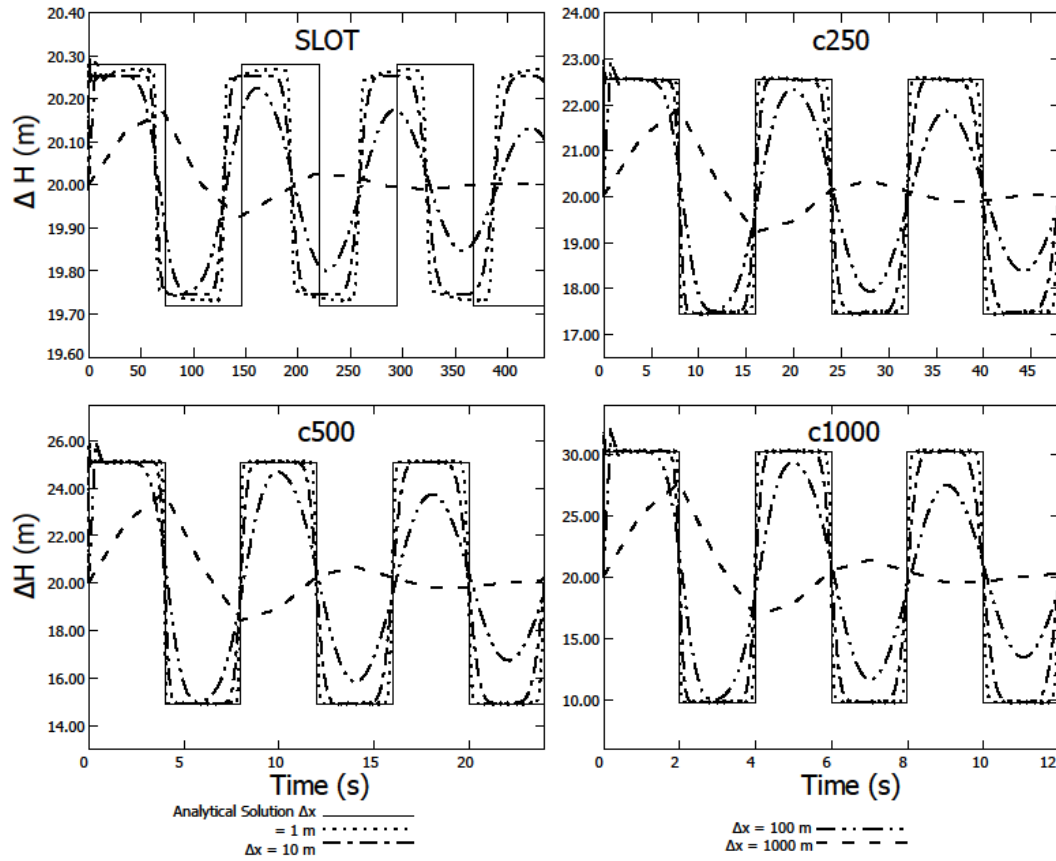 SLOT
ΔH (m)
20.40
20.30
20.20
20.10
20.00
19.90
19.80
19.70
19.60
0 50 100 150 200 250 300 350 400
c250
24.00
23.00
22.00
21.00
20.00
19.00
18.00
17.00
0 5 10 15 20 25 30 35 40 45
c500
ΔH (m)
26.00
24.00
22.00
20.00
18.00
16.00
14.00
0 5 10 15 20
Time (s)
c1000
30.00
25.00
20.00
15.00
10.00
0 2 4 6 8 10 12
Time (s)
Analytical Solution Δx
= 1 m
Δx = 10 m
Δx = 100 m
Δx = 1000 m